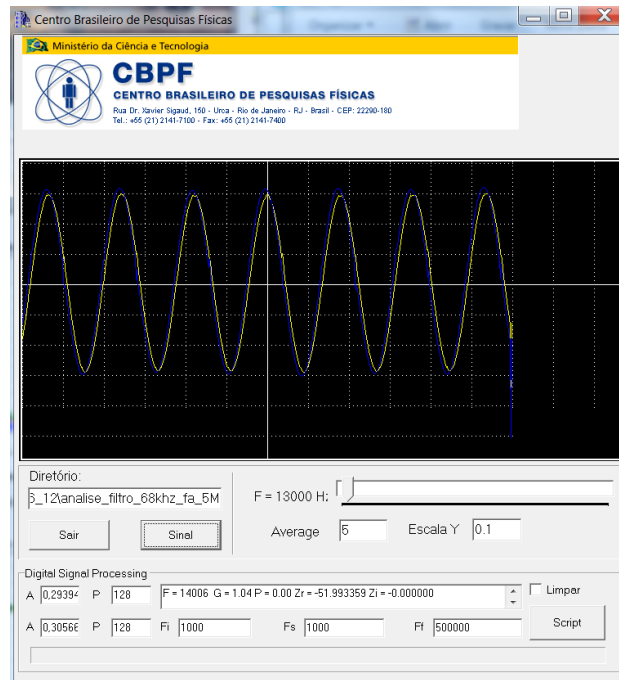 Centro Brasileiro de Pesquisas Físicas
Ministério da Ciência e Tecnologia
CBPF
CENTRO BRASILEIRO DE PESQUISAS FÍSICAS
Rua Dr. Xavier Sigaud, 150 - Urca - Rio de Janeiro - RJ - Brasil - CEP: 22290-180
Tel.: +55 (21) 2141-7100 - Fax: +55 (21) 2141-7400
Diretório:
_12\analise_filtro_68khz_fa_5M
F = 13000 H:
Sair
Sinal
Average 5
Escala Y 0.1
Digital Signal Processing
A 0,29394 P 128 F = 14006 G = 1.04 P = 0.00 Zr = -51.993359 Zi = -0.000000
Limpar
A 0,3056 P 128 Fi 1000 Fs 1000 Ff 500000
Script